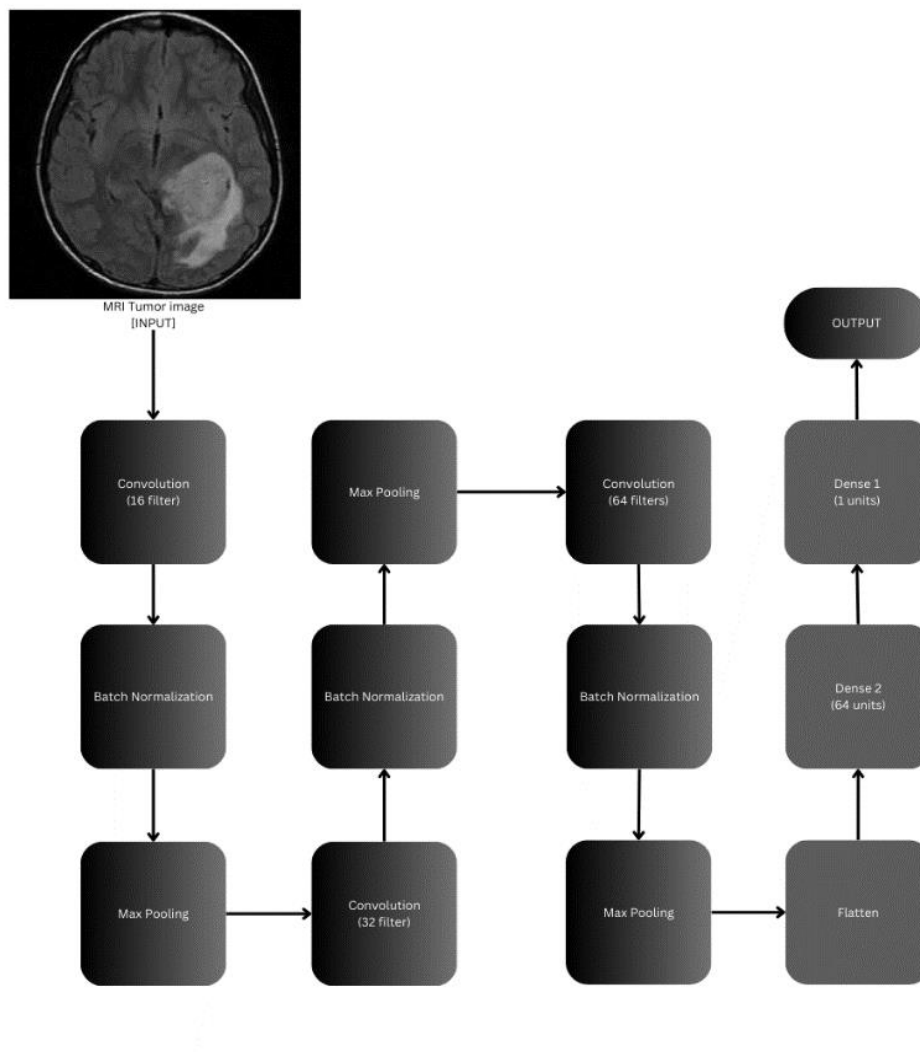 MRI Tumor image
[INPUT]
Convolution
(16 filter)
Batch Normalization
Max Pooling
Convolution
(32 filter)
Batch Normalization
Max Pooling
Convolution
(64 filters)
Batch Normalization
Max Pooling
Flatten
Dense 2
(64 units)
Dense 1
(1 units)
OUTPUT